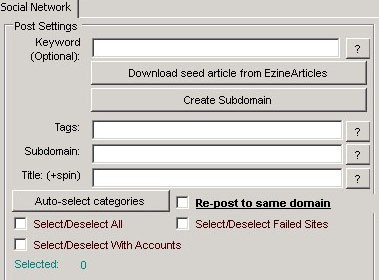 Social Network
Post Settings
Keyword
(Optional):
?
Download seed article from EzineArticles
Create Subdomain
Tags:
?
Subdomain:
?
Title: (+spin)
?
Auto-select categories
Re-post to same domain
Select/Deselect All
Select/Deselect Failed Sites
Select/Deselect With Accounts
Selected: 0